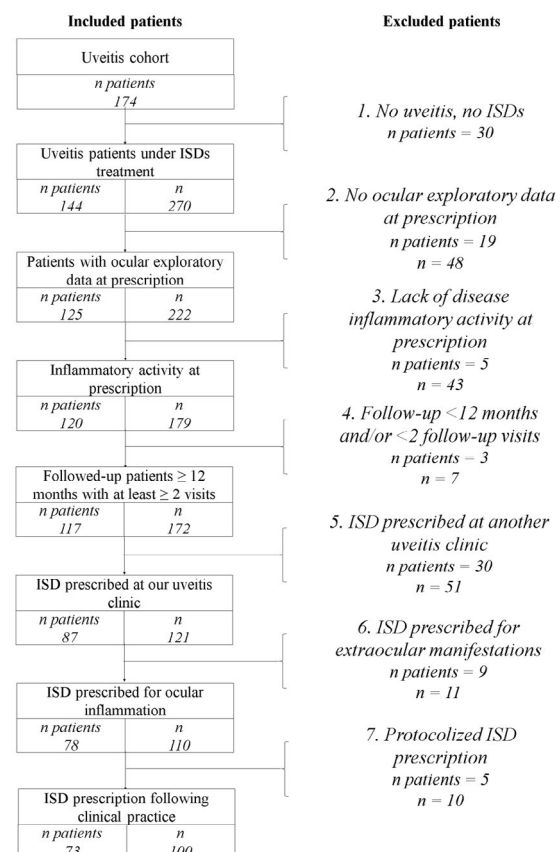 Included patients
Excluded patients
Uveitis cohort
n patients
174
1. No uveitis, no ISDs
n patients = 30
Uveitis patients under ISDs
treatment
n patients n
144 270
2. No ocular exploratory data
at prescription
n patients = 19
n = 48
Patients with ocular exploratory
data at prescription
n patients n
125 222
3. Lack of disease
inflammatory activity at
prescription
n patients = 5
n = 43
Inflammatory activity at
prescription
n patients n
120 179
4. Follow-up <12 months
and/or <2 follow-up visits
n patients = 3
n = 7
Followed-up patients ≥ 12
months with at least ≥ 2 visits
n patients n
117 172
5. ISD prescribed at another
uveitis clinic
n patients = 30
n = 51
ISD prescribed at our uveitis
clinic
n patients n
87 121
6. ISD prescribed for
extraocular manifestations
n patients = 9
n = 11
ISD prescribed for ocular
inflammation
n patients n
78 110
7. Protocolized ISD
prescription
n patients = 5
n = 10
ISD prescription following
clinical practice
n patients n
73 100